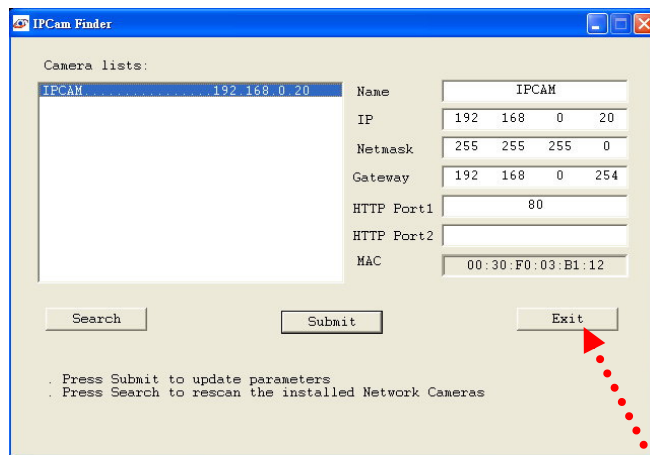 IPCam Finder
Camera lists:
IPCAM................192.168.0.20
Name IPCAM
IP 192 168 0 20
Netmask 255 255 255 0
Gateway 192 168 0 254
HTTP Port1 80
HTTP Port2
MAC 00:30:F0:03:B1:12
Search Submit Exit
. Press Submit to update parameters
. Press Search to rescan the installed Network Cameras